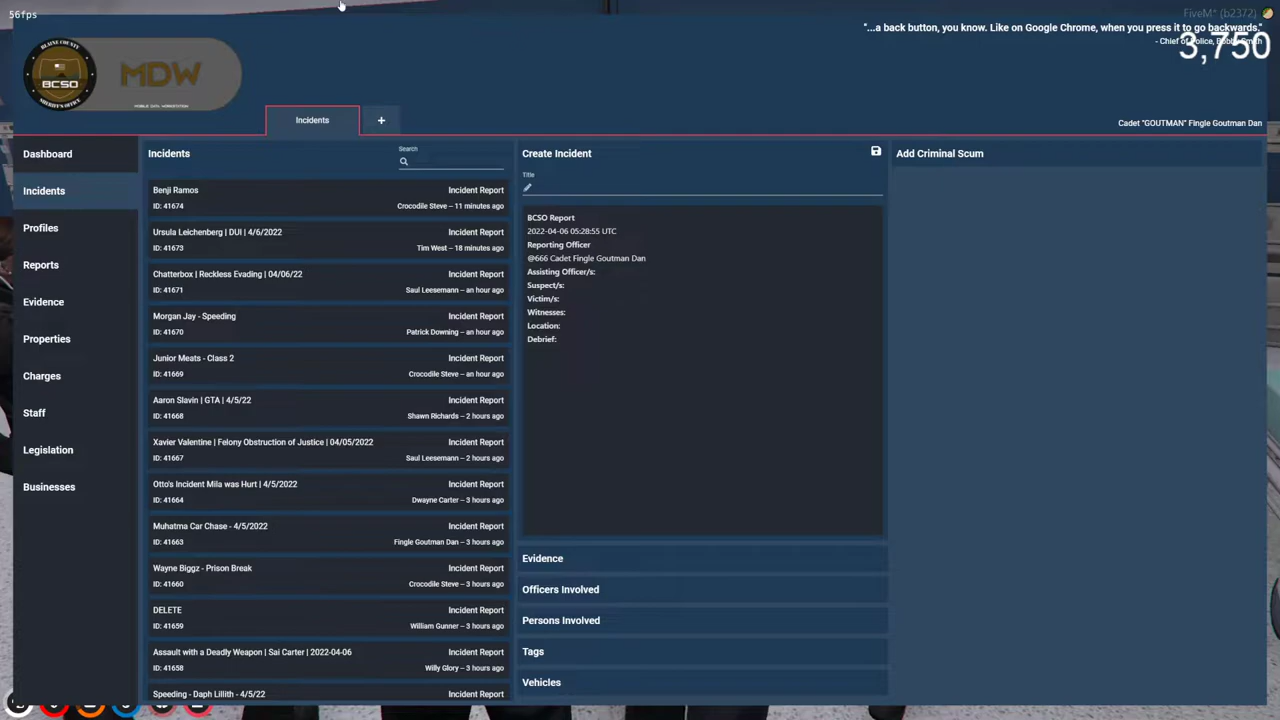 56fps
FiveM* (b2372)
"...a back button, you know. Like on Google Chrome, when you press it to go backwards."
- Chief of Police, Bobby Smith
3,750
BLAINE COUNTY
BCSO
SHERIFF'S OFFICE
MDW
MOBILE DATA WORKSTATION
Incidents
+
Cadet "GOUTMAN" Fingle Goutman Dan
Dashboard
Incidents
Profiles
Reports
Evidence
Properties
Charges
Staff
Legislation
Businesses
Incidents
Search
Benji Ramos Incident Report
ID: 41674 Crocodile Steve – 11 minutes ago
Ursula Leichenberg | DUI | 4/6/2022 Incident Report
ID: 41673 Tim West – 18 minutes ago
Chatterbox | Reckless Evading | 04/06/22 Incident Report
ID: 41671 Saul Leesemann – an hour ago
Morgan Jay - Speeding Incident Report
ID: 41670 Patrick Downing – an hour ago
Junior Meats - Class 2 Incident Report
ID: 41669 Crocodile Steve – an hour ago
Aaron Slavin | GTA | 4/5/22 Incident Report
ID: 41668 Shawn Richards – 2 hours ago
Xavier Valentine | Felony Obstruction of Justice | 04/05/2022 Incident Report
ID: 41667 Saul Leesemann – 2 hours ago
Otto's Incident Mila was Hurt | 4/5/2022 Incident Report
ID: 41664 Dwayne Carter – 3 hours ago
Muhatma Car Chase - 4/5/2022 Incident Report
ID: 41663 Fingle Goutman Dan – 3 hours ago
Wayne Biggz - Prison Break Incident Report
ID: 41660 Crocodile Steve – 3 hours ago
DELETE Incident Report
ID: 41659 William Gunner – 3 hours ago
Assault with a Deadly Weapon | Sai Carter | 2022-04-06 Incident Report
ID: 41658 Willy Glory – 3 hours ago
Speeding - Daph Lillith - 4/5/22 Incident Report
Create Incident
Title
BCSO Report
2022-04-06 05:28:55 UTC
Reporting Officer
@666 Cadet Fingle Goutman Dan
Assisting Officer/s:
Suspect/s:
Victim/s:
Witnesses:
Location:
Debrief:
Evidence
Officers Involved
Persons Involved
Tags
Vehicles
Add Criminal Scum